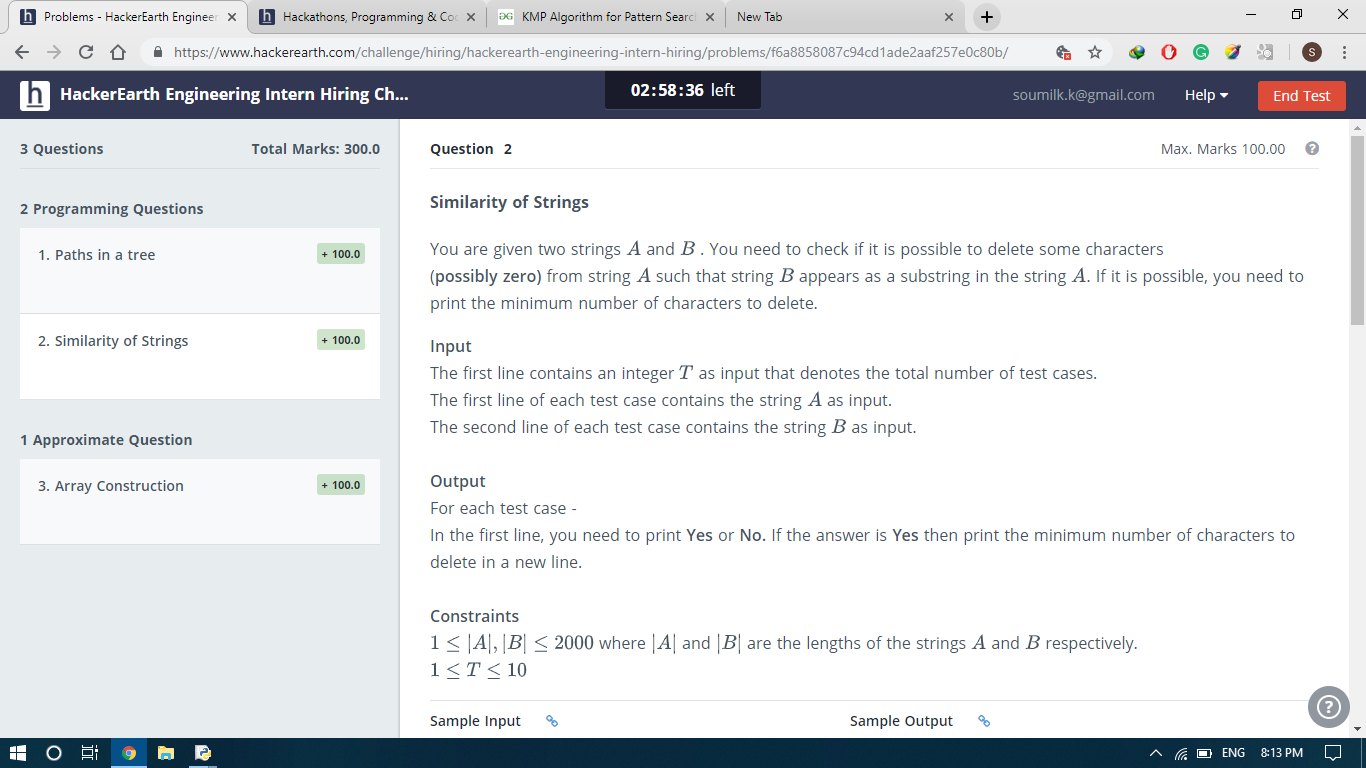 Problems - HackerEarth Engineer
Hackathons, Programming & Co
KMP Algorithm for Pattern Searc
New Tab
https://www.hackerearth.com/challenge/hiring/hackerearth-engineering-intern-hiring/problems/f6a8858087c94cd1ade2aaf257e0c80b/
S
h HackerEarth Engineering Intern Hiring Ch...
02:58:36 left
soumilk.k@gmail.com
Help
End Test
3 Questions Total Marks: 300.0
2 Programming Questions
1. Paths in a tree + 100.0
2. Similarity of Strings + 100.0
1 Approximate Question
3. Array Construction + 100.0
Question 2 Max. Marks 100.00 ?
Similarity of Strings
You are given two strings A and B . You need to check if it is possible to delete some characters
(possibly zero) from string A such that string B appears as a substring in the string A. If it is possible, you need to
print the minimum number of characters to delete.
Input
The first line contains an integer T as input that denotes the total number of test cases.
The first line of each test case contains the string A as input.
The second line of each test case contains the string B as input.
Output
For each test case -
In the first line, you need to print Yes or No. If the answer is Yes then print the minimum number of characters to
delete in a new line.
Constraints
1 ≤ |A|, |B| ≤ 2000 where |A| and |B| are the lengths of the strings A and B respectively.
1 ≤ T ≤ 10
Sample Input Sample Output
?
ENG 8:13 PM